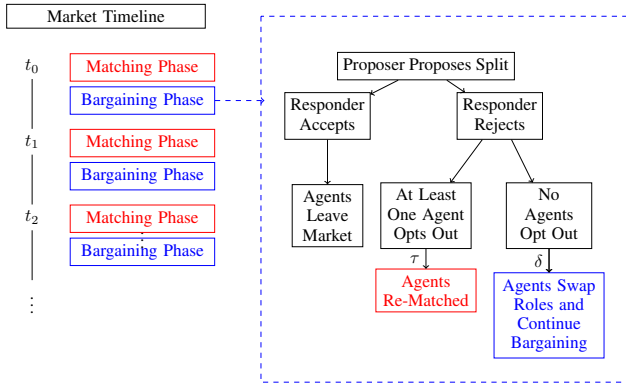 Market Timeline
t0
Matching Phase
Bargaining Phase
t1
Matching Phase
Bargaining Phase
t2
Matching Phase
Bargaining Phase
⋮
Proposer Proposes Split
Responder
Accepts
Responder
Rejects
Agents
Leave
Market
At Least
One Agent
Opts Out
No
Agents
Opt Out
τ
δ
Agents
Re-Matched
Agents Swap
Roles and
Continue
Bargaining